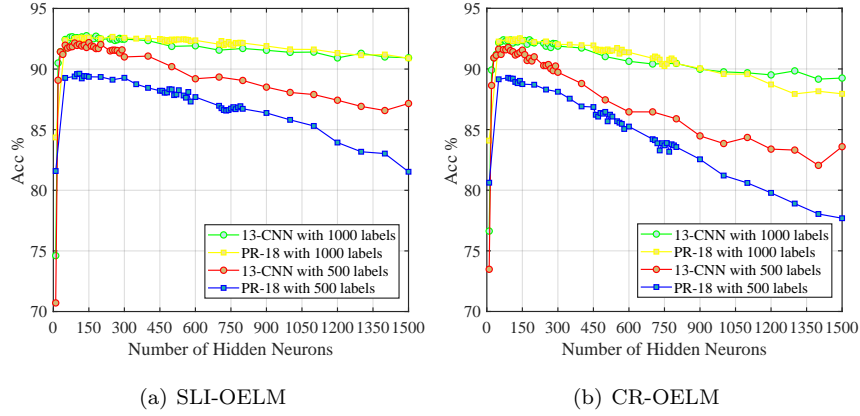 95
90
85
80
75
70
Acc %
0 150 300 450 600 750 900 1050 1200 1350 1500
Number of Hidden Neurons
13-CNN with 1000 labels
PR-18 with 1000 labels
13-CNN with 500 labels
PR-18 with 500 labels
(a) SLI-OELM
95
90
85
80
75
70
Acc %
0 150 300 450 600 750 900 1050 1200 1350 1500
Number of Hidden Neurons
13-CNN with 1000 labels
PR-18 with 1000 labels
13-CNN with 500 labels
PR-18 with 500 labels
(b) CR-OELM